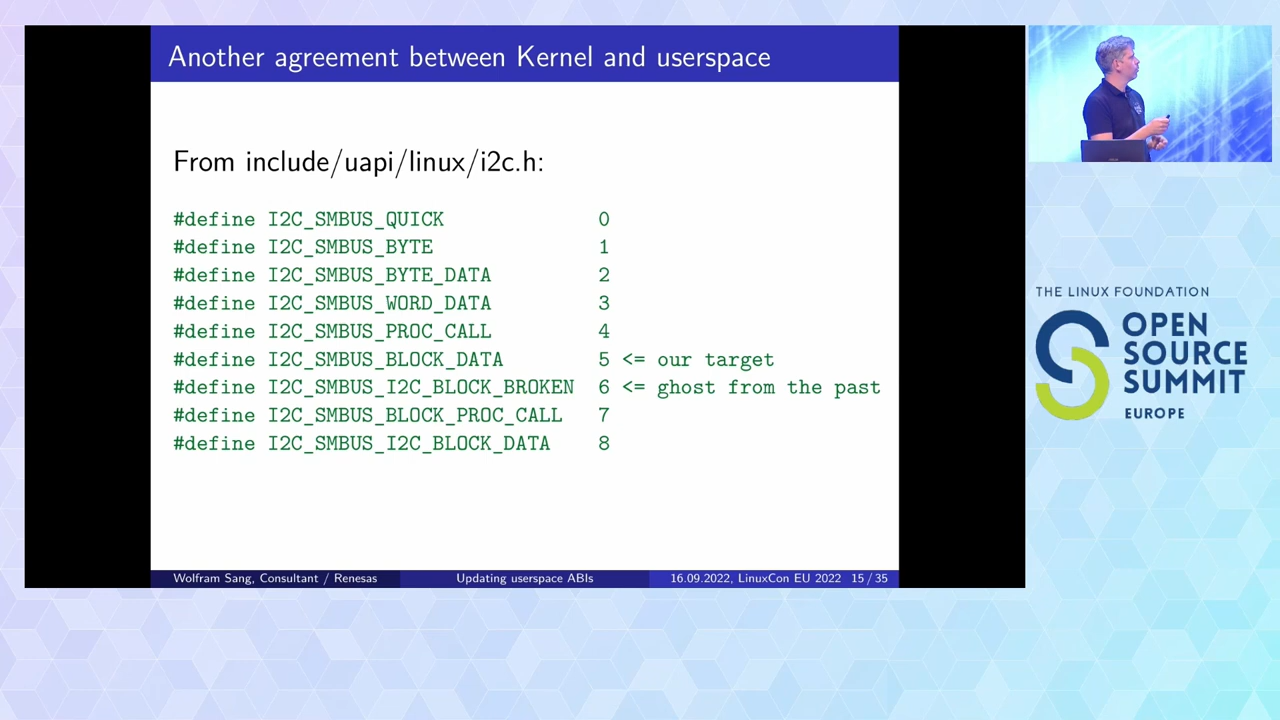 Another agreement between Kernel and userspace
From include/uapi/linux/i2c.h:
#define I2C_SMBUS_QUICK 0
#define I2C_SMBUS_BYTE 1
#define I2C_SMBUS_BYTE_DATA 2
#define I2C_SMBUS_WORD_DATA 3
#define I2C_SMBUS_PROC_CALL 4
#define I2C_SMBUS_BLOCK_DATA 5 <= our target
#define I2C_SMBUS_I2C_BLOCK_BROKEN 6 <= ghost from the past
#define I2C_SMBUS_BLOCK_PROC_CALL 7
#define I2C_SMBUS_I2C_BLOCK_DATA 8
Wolfram Sang, Consultant / Renesas Updating userspace ABIs 16.09.2022, LinuxCon EU 2022 15 / 35
THE LINUX FOUNDATION
OPEN
SOURCE
SUMMIT
EUROPE